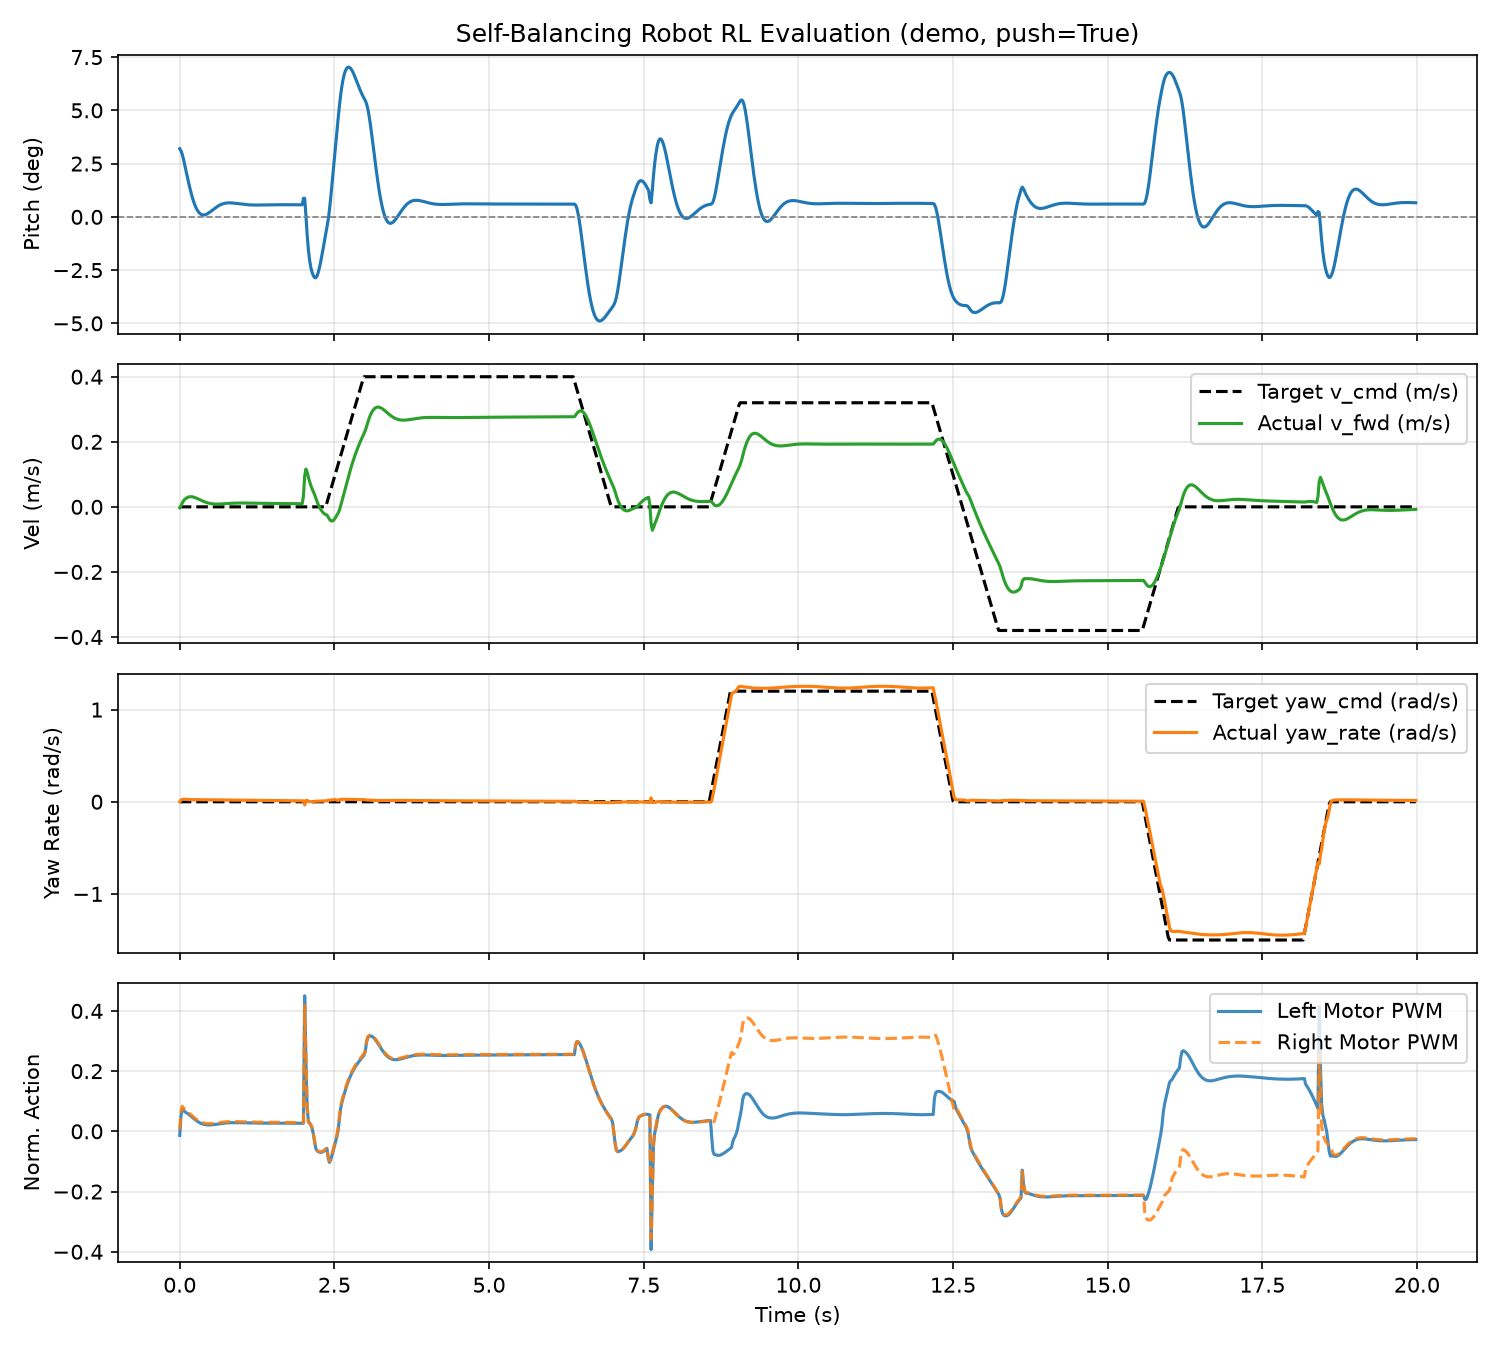 Self-Balancing Robot RL Evaluation (demo, push=True)
Pitch (deg)
7.5
5.0
2.5
0.0
−2.5
−5.0
Vel (m/s)
0.4
0.2
0.0
−0.2
−0.4
Target v_cmd (m/s)
Actual v_fwd (m/s)
Yaw Rate (rad/s)
1
0
−1
Target yaw_cmd (rad/s)
Actual yaw_rate (rad/s)
Norm. Action
0.4
0.2
0.0
−0.2
−0.4
Left Motor PWM
Right Motor PWM
0.0 2.5 5.0 7.5 10.0 12.5 15.0 17.5 20.0
Time (s)